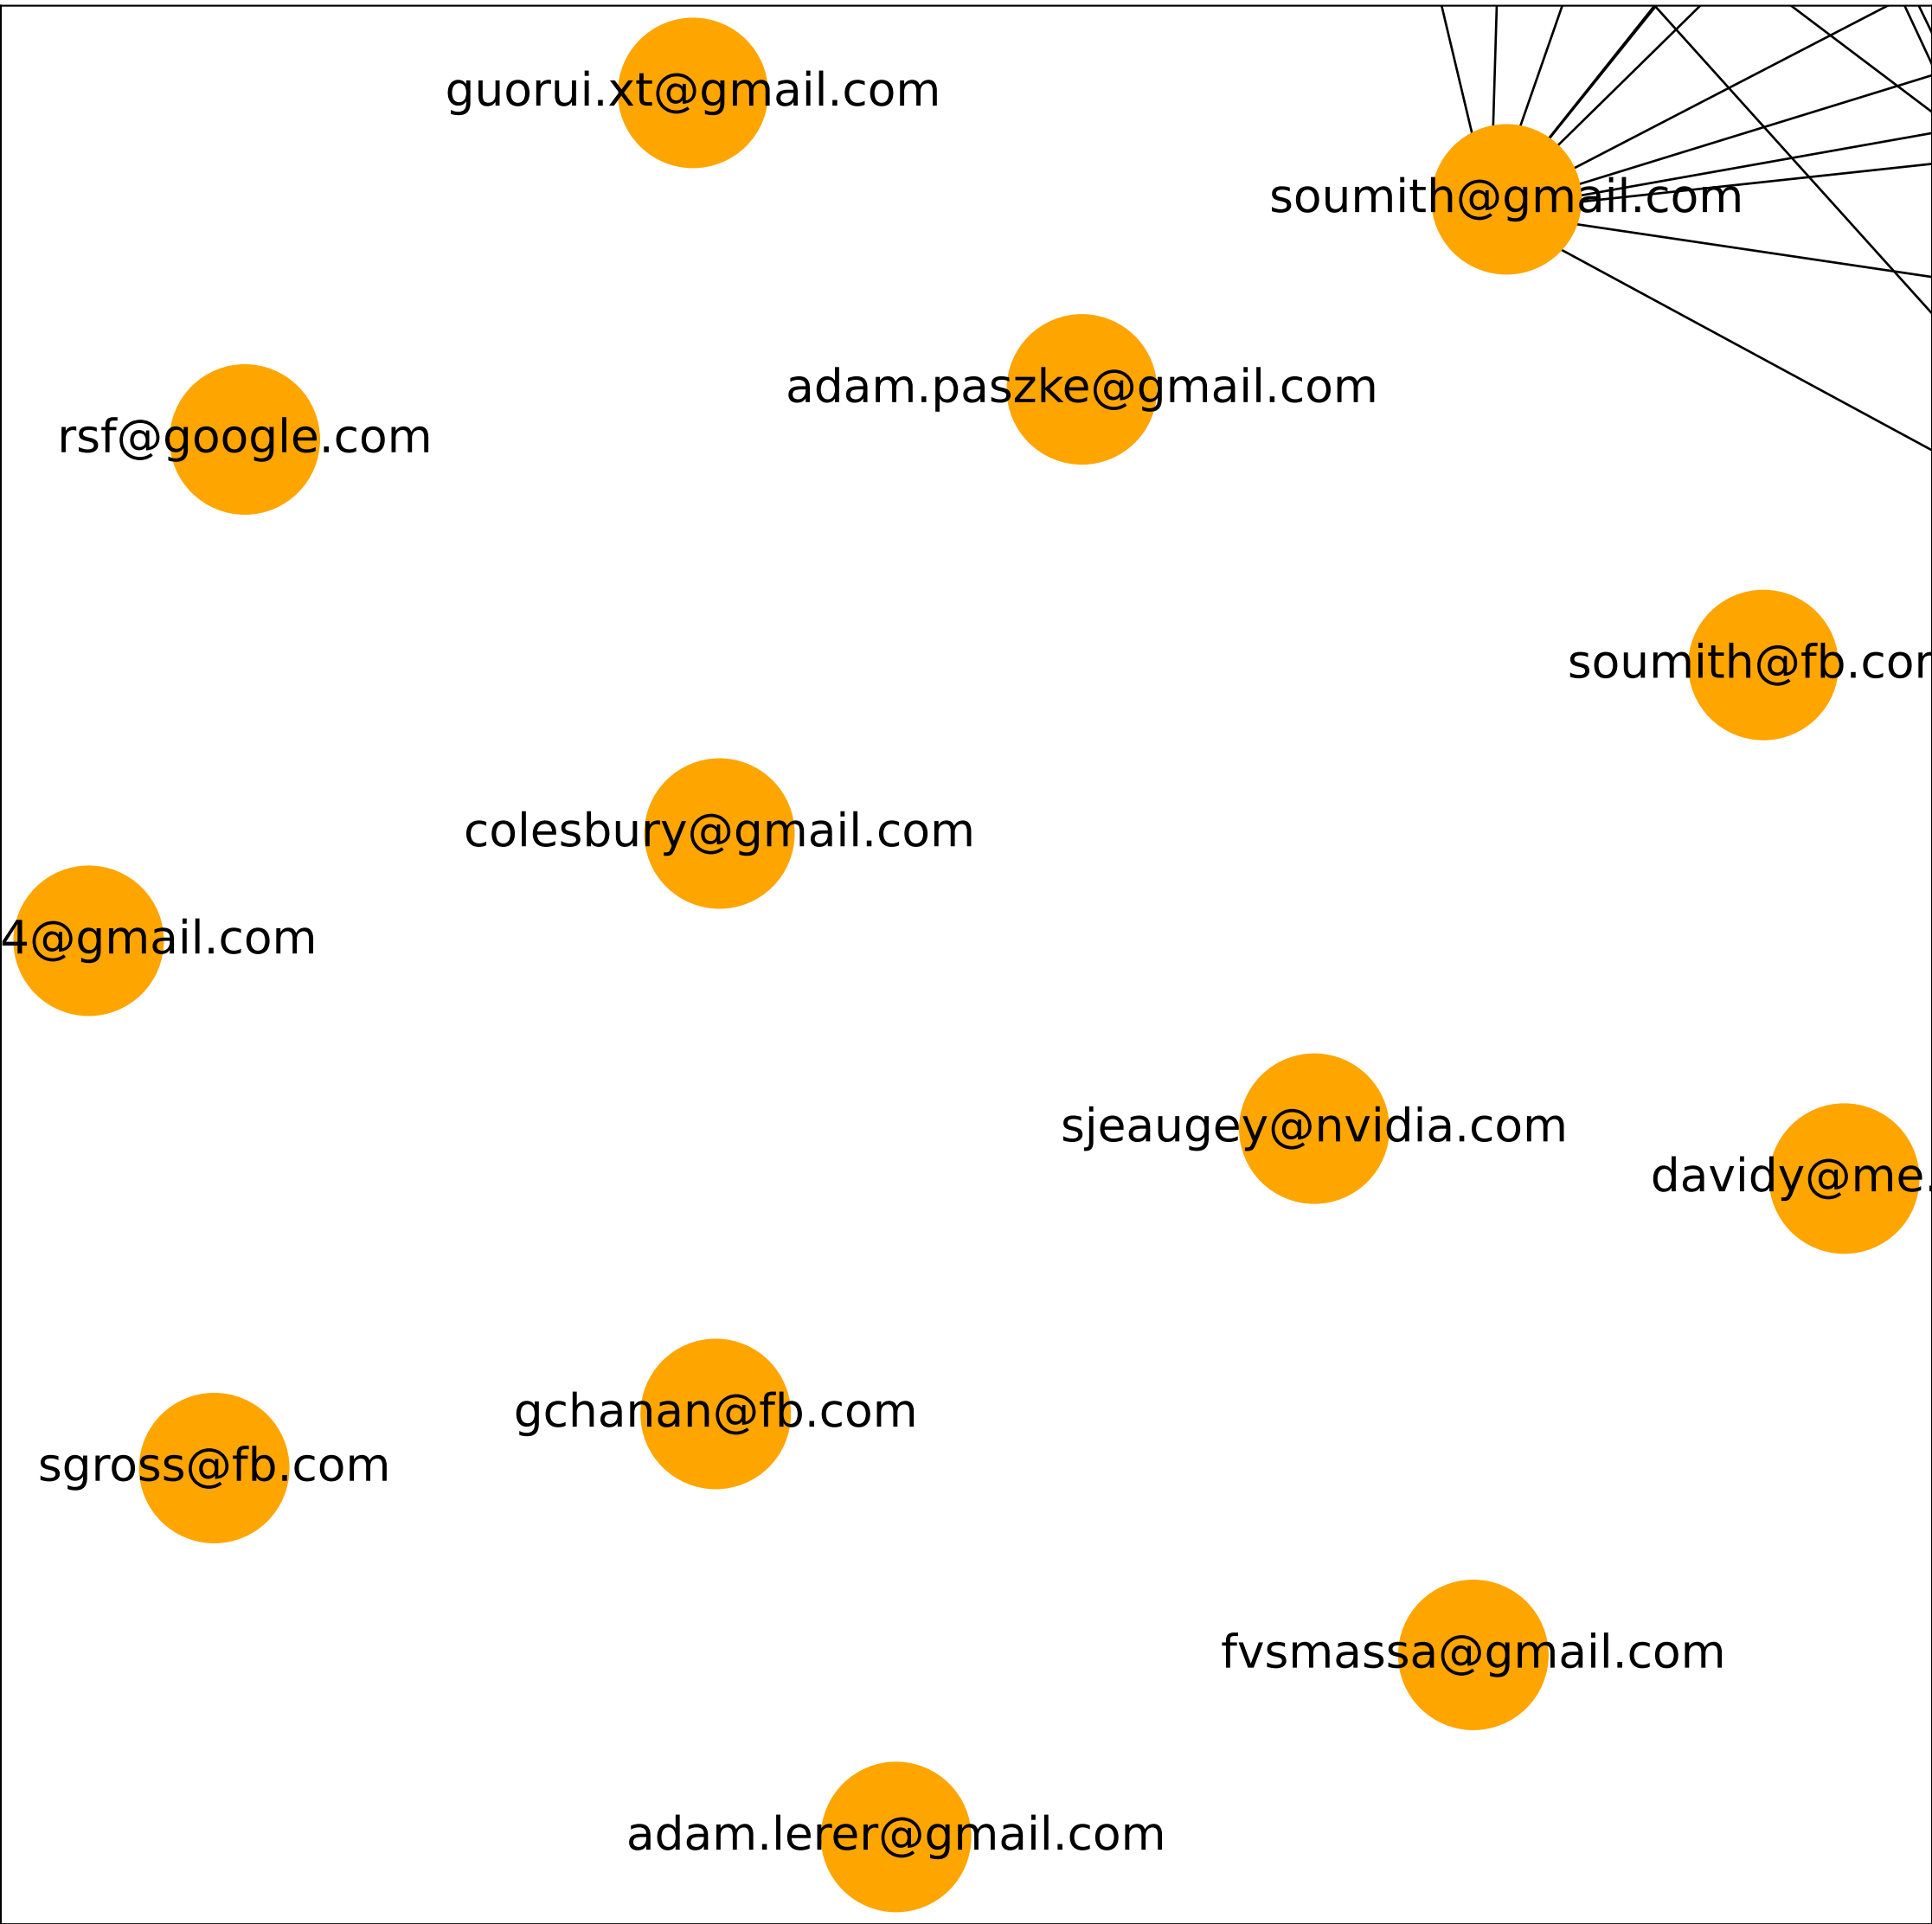 guorui.xt@gmail.com
soumith@gmail.com
adam.paszke@gmail.com
rsf@google.com
soumith@fb.com
colesbury@gmail.com
4@gmail.com
sjeaugey@nvidia.com
davidy@me.
gchanan@fb.com
sgross@fb.com
fvsmassa@gmail.com
adam.lerer@gmail.com